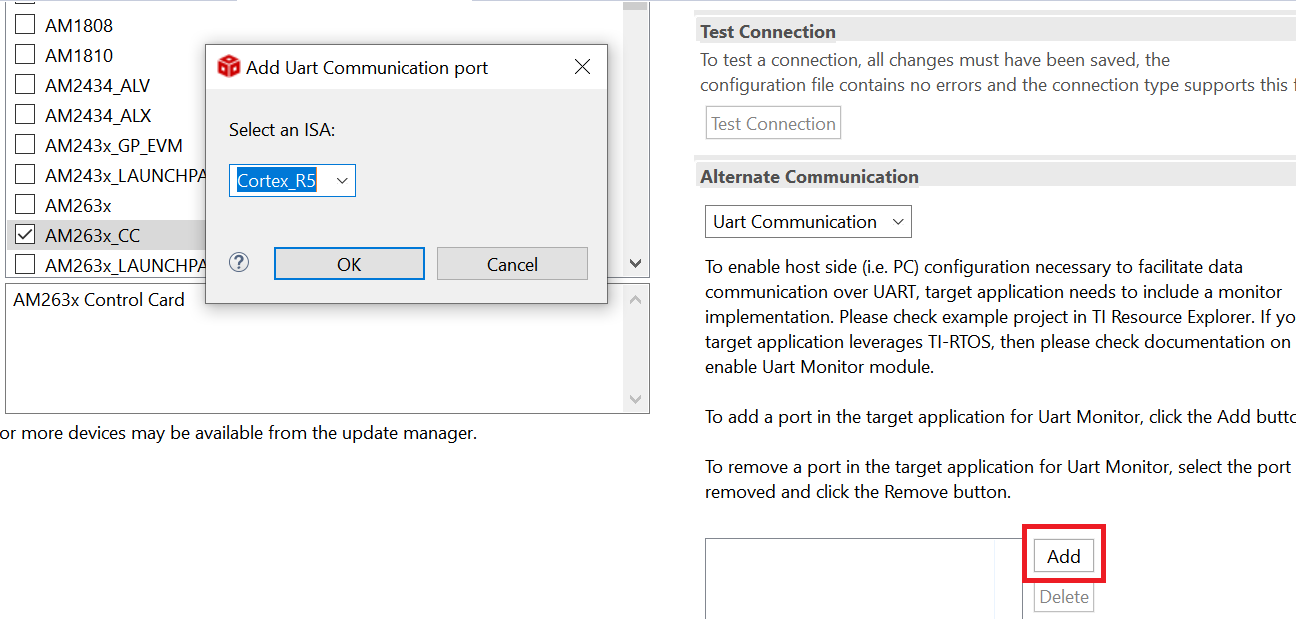 AM1808
AM1810
AM2434_ALV
AM2434_ALX
AM243x_GP_EVM
AM243x_LAUNCHPA
AM263x
AM263x_CC
AM263x_LAUNCHPA
Add Uart Communication port
Select an ISA:
Cortex_R5
OK
Cancel
AM263x Control Card
or more devices may be available from the update manager.
Test Connection
To test a connection, all changes must have been saved, the
configuration file contains no errors and the connection type supports this f
Test Connection
Alternate Communication
Uart Communication
To enable host side (i.e. PC) configuration necessary to facilitate data
communication over UART, target application needs to include a monitor
implementation. Please check example project in TI Resource Explorer. If yo
target application leverages TI-RTOS, then please check documentation on
enable Uart Monitor module.
To add a port in the target application for Uart Monitor, click the Add butto
To remove a port in the target application for Uart Monitor, select the port
removed and click the Remove button.
Add
Delete